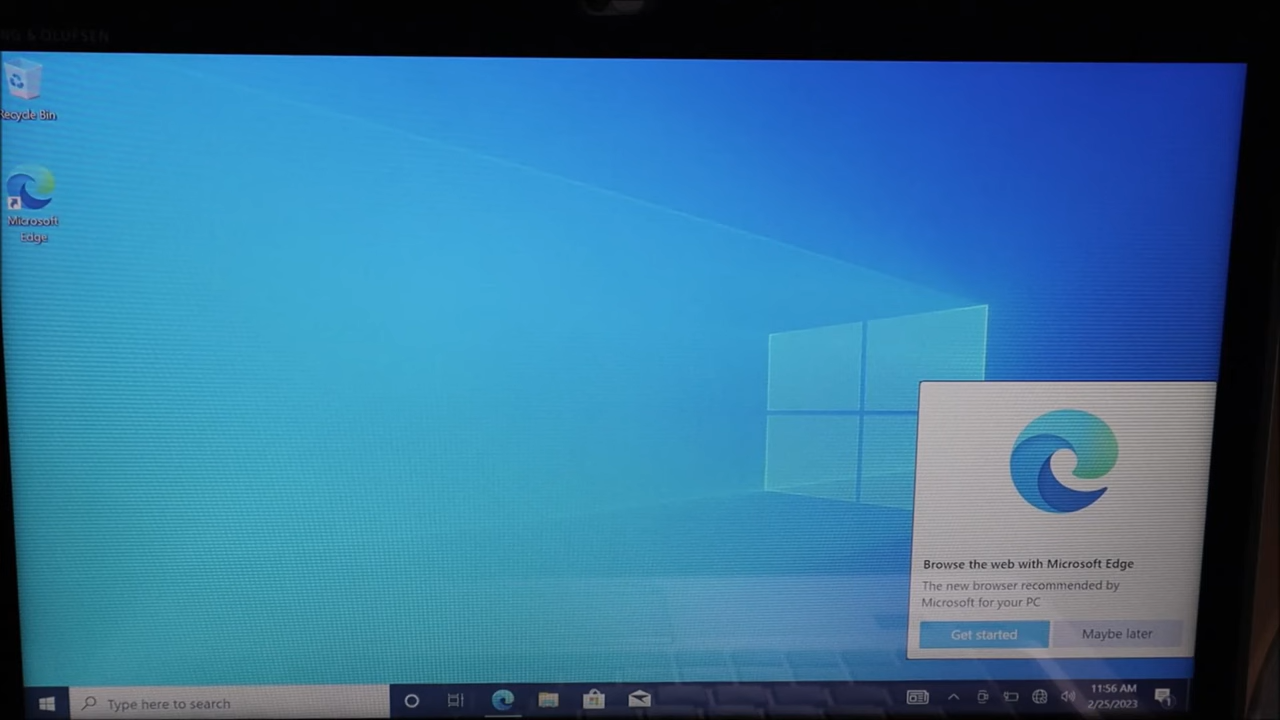 Recycle Bin
Microsoft
Edge
Browse the web with Microsoft Edge
The new browser recommended by
Microsoft for your PC
Get started
Maybe later
Type here to search
11:56 AM
2/25/2023
1